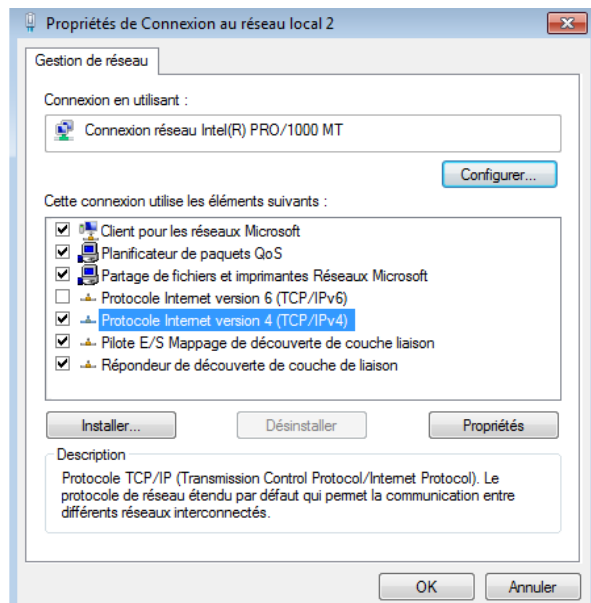 Propriétés de Connexion au réseau local 2
Gestion de réseau
Connexion en utilisant :
Connexion réseau Intel(R) PRO/1000 MT
Configurer...
Cette connexion utilise les éléments suivants :
Client pour les réseaux Microsoft
Planificateur de paquets QoS
Partage de fichiers et imprimantes Réseaux Microsoft
Protocole Internet version 6 (TCP/IPv6)
Protocole Internet version 4 (TCP/IPv4)
Pilote E/S Mappage de découverte de couche liaison
Répondeur de découverte de couche de liaison
Installer... Désinstaller Propriétés
Description
Protocole TCP/IP (Transmission Control Protocol/Internet Protocol). Le
protocole de réseau étendu par défaut qui permet la communication entre
différents réseaux interconnectés.
OK Annuler